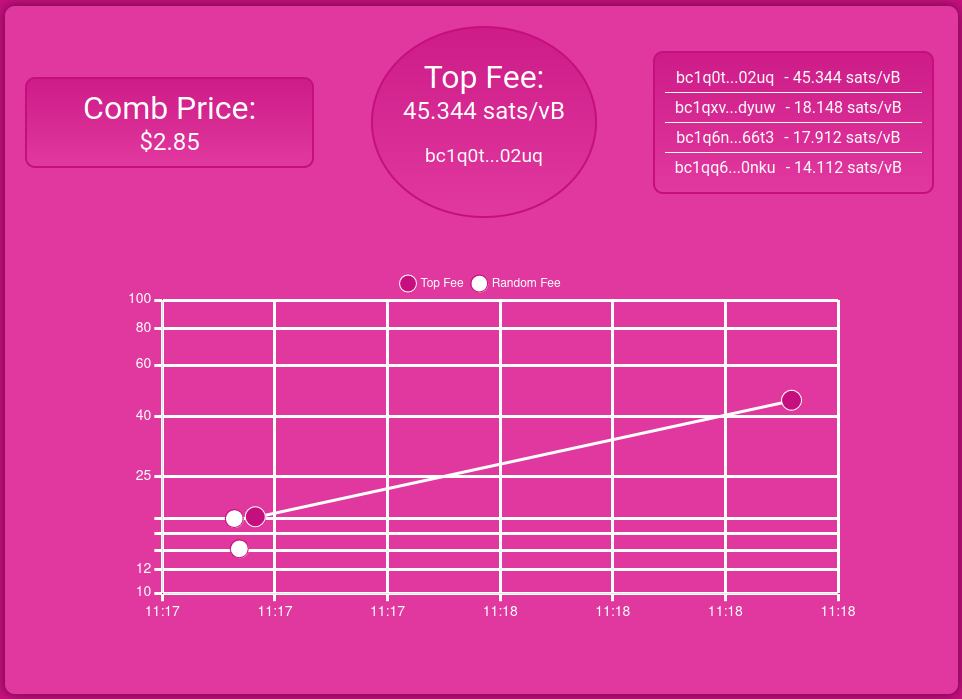 Comb Price:
$2.85
Top Fee:
45.344 sats/vB
bc1q0t...02uq
bc1q0t...02uq - 45.344 sats/vB
bc1qxv...dyuw - 18.148 sats/vB
bc1q6n...66t3 - 17.912 sats/vB
bc1qq6...0nku - 14.112 sats/vB
Top Fee Random Fee
100
80
60
40
25
12
10
11:17 11:17 11:17 11:18 11:18 11:18 11:18